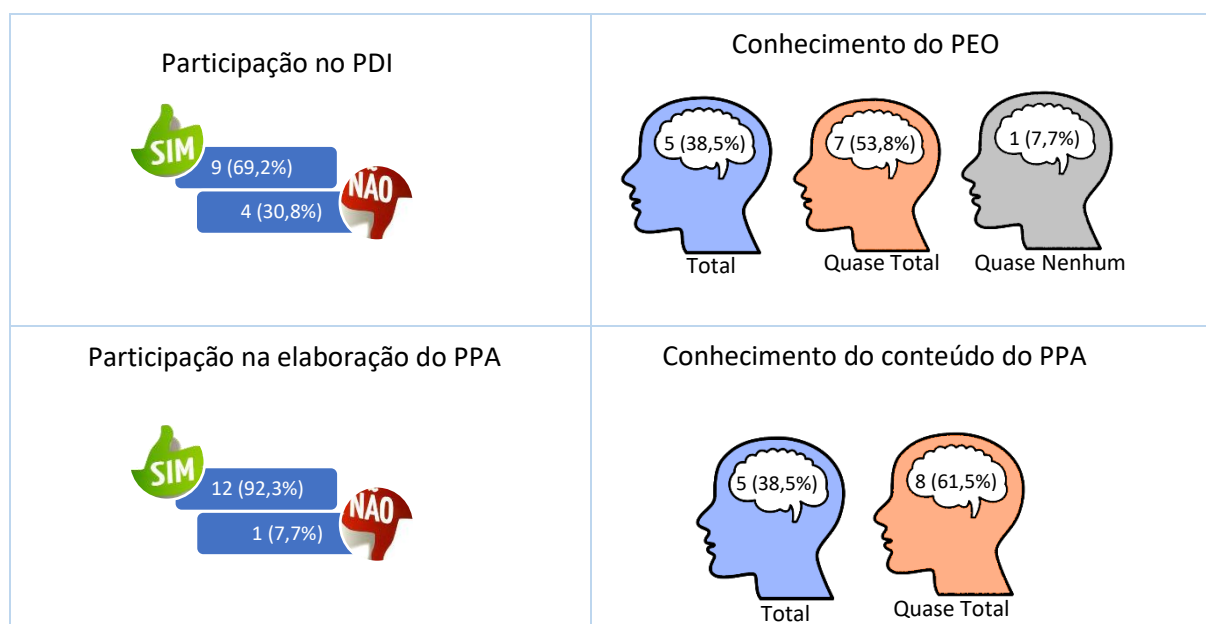 Participação no PDI
SIM
9 (69,2%)
NÃO
4 (30,8%)
Conhecimento do PEO
5 (38,5%)
7 (53,8%)
1 (7,7%)
Total
Quase Total
Quase Nenhum
Participação na elaboração do PPA
SIM
12 (92,3%)
NÃO
1 (7,7%)
Conhecimento do conteúdo do PPA
5 (38,5%)
8 (61,5%)
Total
Quase Total